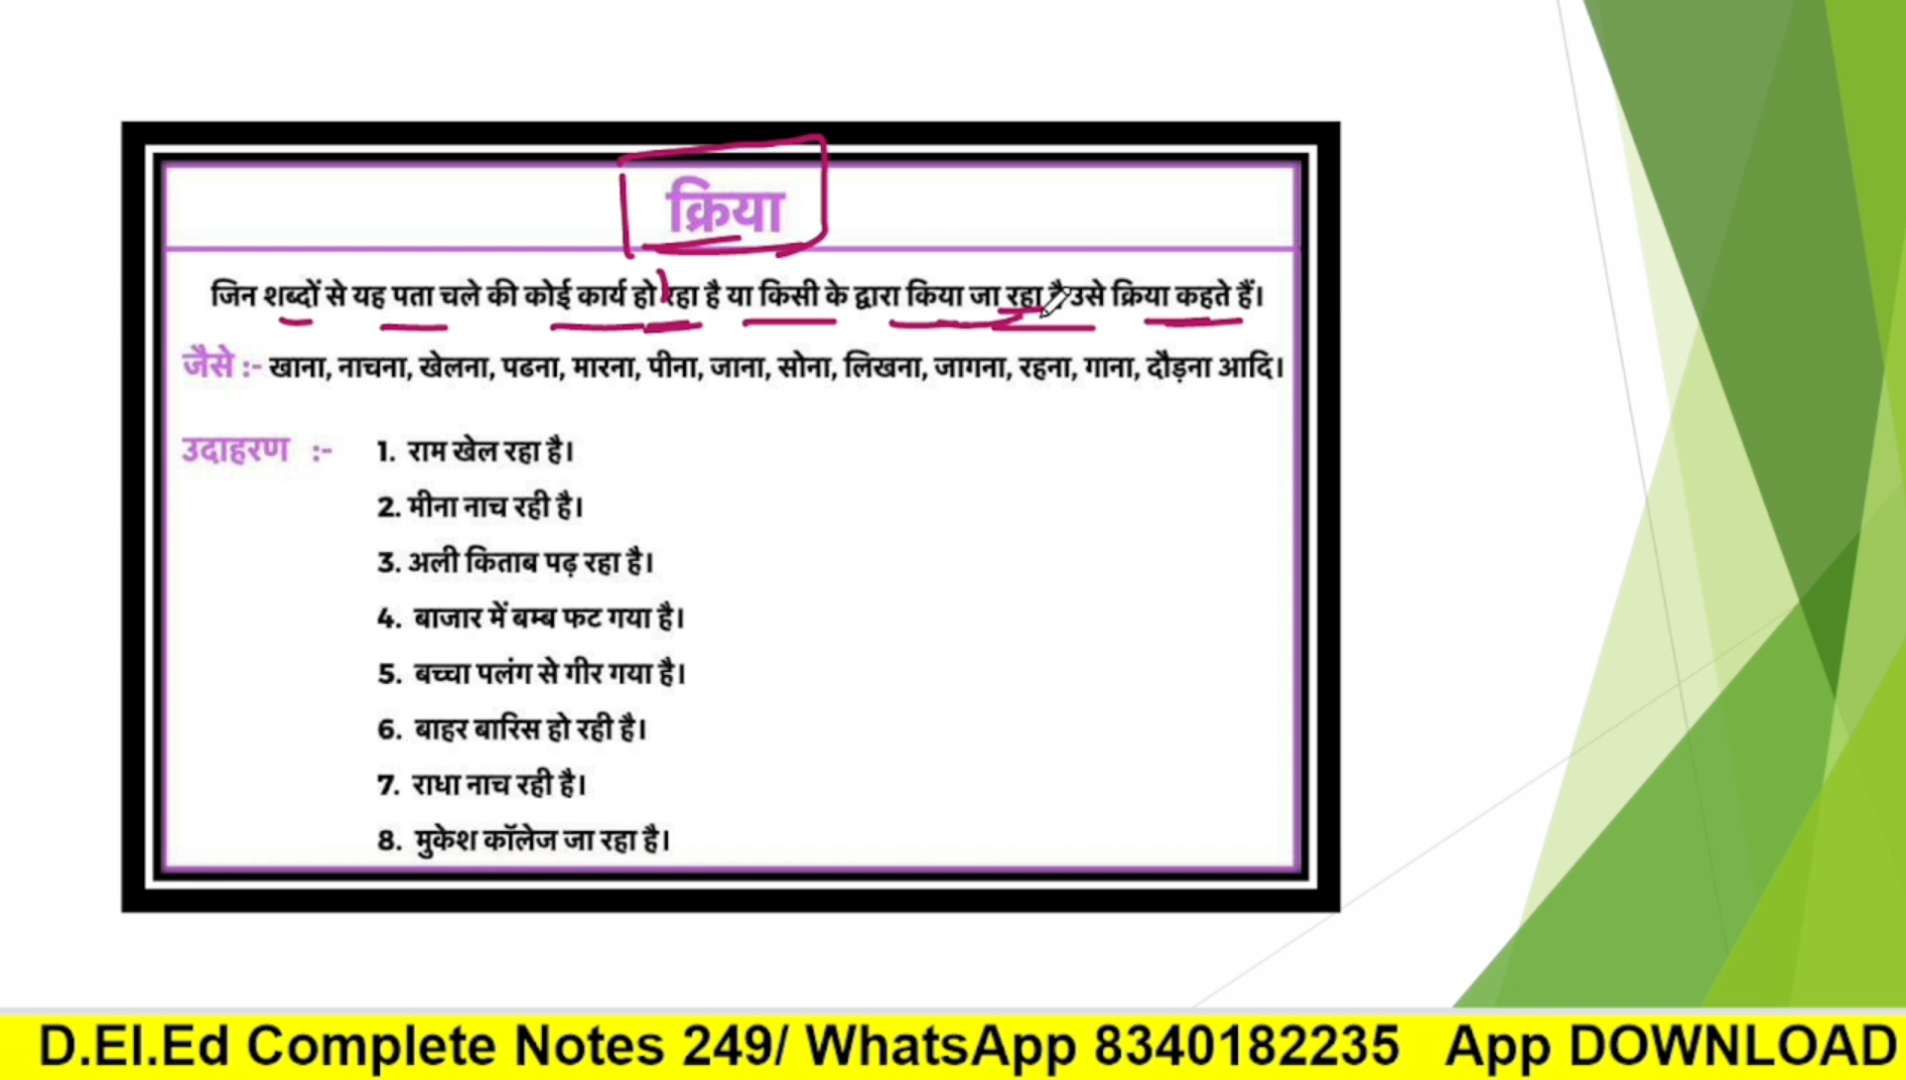 क्रिया
जिन शब्दों से यह पता चले की कोई कार्य हो रहा है या किसी के द्वारा किया जा रहा है उसे क्रिया कहते हैं।
जैसे :- खाना, नाचना, खेलना, पढना, मारना, पीना, जाना, सोना, लिखना, जागना, रहना, गाना, दौड़ना आदि।
उदाहरण :- 1. राम खेल रहा है।
2. मीना नाच रही है।
3. अली किताब पढ़ रहा है।
4. बाजार में बम्ब फट गया है।
5. बच्चा पलंग से गीर गया है।
6. बाहर बारिस हो रही है।
7. राधा नाच रही है।
8. मुकेश कॉलेज जा रहा है।
D.El.Ed Complete Notes 249/ WhatsApp 8340182235 App DOWNLOAD